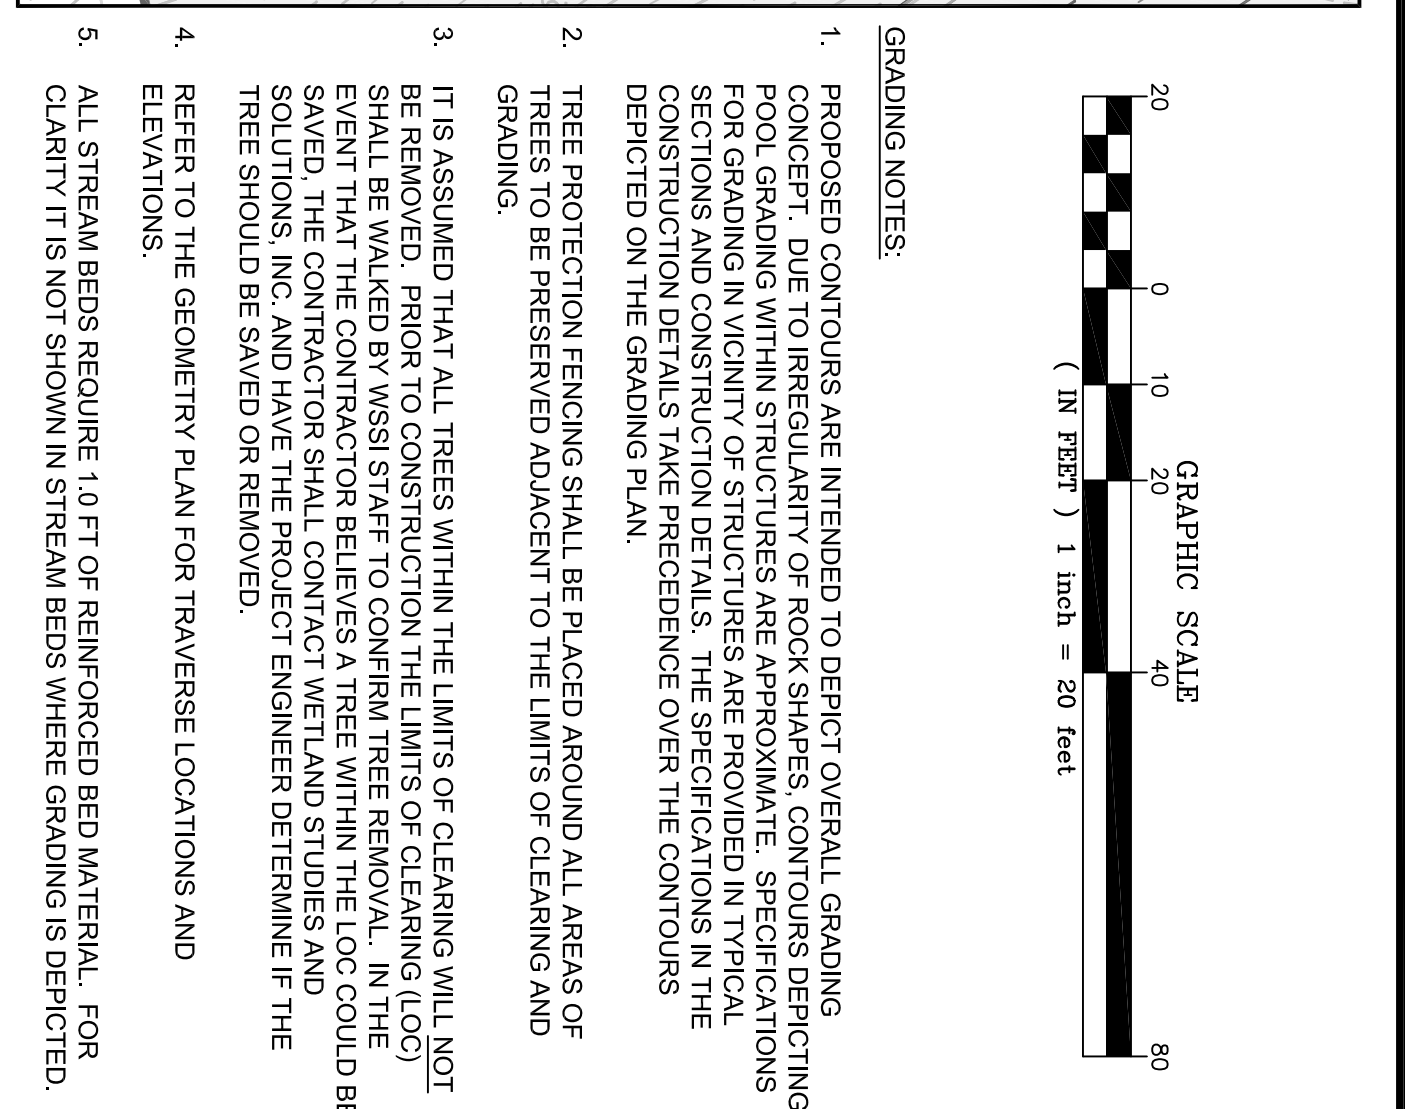 20 0 10 20 40 80
GRAPHIC SCALE
( IN FEET ) 1 inch = 20 feet
GRADING NOTES:
1. PROPOSED CONTOURS ARE INTENDED TO DEPICT OVERALL GRADING
CONCEPT. DUE TO IRREGULARITY OF ROCK SHAPES, CONTOURS DEPICTING
POOL GRADING WITHIN STRUCTURES ARE APPROXIMATE. SPECIFICATIONS
FOR GRADING IN VICINITY OF STRUCTURES ARE PROVIDED IN TYPICAL
SECTIONS AND CONSTRUCTION DETAILS. THE SPECIFICATIONS IN THE
CONSTRUCTION DETAILS TAKE PRECEDENCE OVER THE CONTOURS
DEPICTED ON THE GRADING PLAN.
2. TREE PROTECTION FENCING SHALL BE PLACED AROUND ALL AREAS OF
TREES TO BE PRESERVED ADJACENT TO THE LIMITS OF CLEARING AND
GRADING.
3. IT IS ASSUMED THAT ALL TREES WITHIN THE LIMITS OF CLEARING WILL NOT
BE REMOVED. PRIOR TO CONSTRUCTION THE LIMITS OF CLEARING (LOC)
SHALL BE WALKED BY WSSI STAFF TO CONFIRM TREE REMOVAL. IN THE
EVENT THAT THE CONTRACTOR BELIEVES A TREE WITHIN THE LOC COULD BE
SAVED, THE CONTRACTOR SHALL CONTACT WETLAND STUDIES AND
SOLUTIONS, INC. AND HAVE THE PROJECT ENGINEER DETERMINE IF THE
TREE SHOULD BE SAVED OR REMOVED.
4. REFER TO THE GEOMETRY PLAN FOR TRAVERSE LOCATIONS AND
ELEVATIONS.
5. ALL STREAM BEDS REQUIRE 1.0 FT OF REINFORCED BED MATERIAL. FOR
CLARITY IT IS NOT SHOWN IN STREAM BEDS WHERE GRADING IS DEPICTED.